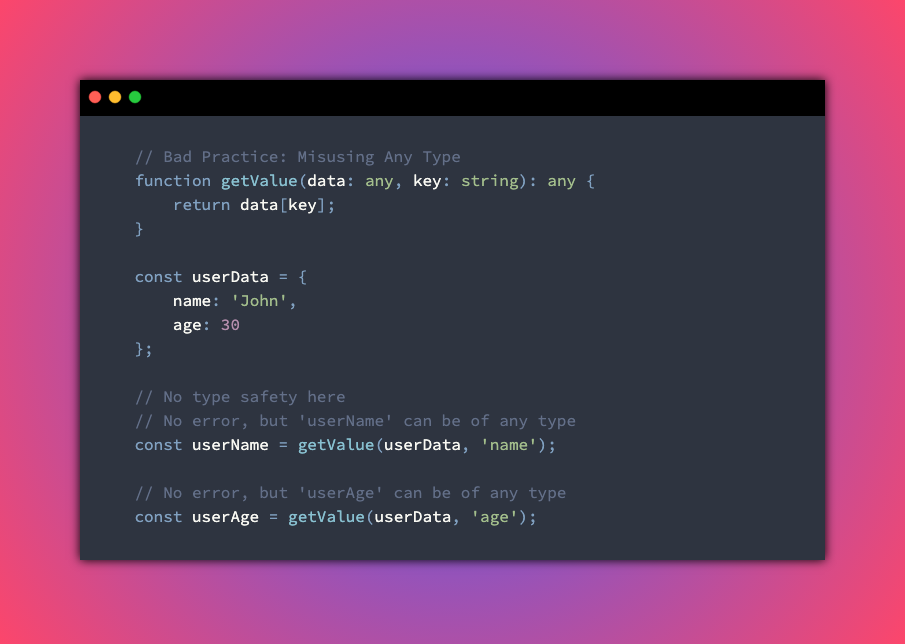 // Bad Practice: Misusing Any Type
function getValue(data: any, key: string): any {
    return data[key];
}

const userData = {
    name: 'John',
    age: 30
};

// No type safety here
// No error, but 'userName' can be of any type
const userName = getValue(userData, 'name');

// No error, but 'userAge' can be of any type
const userAge = getValue(userData, 'age');